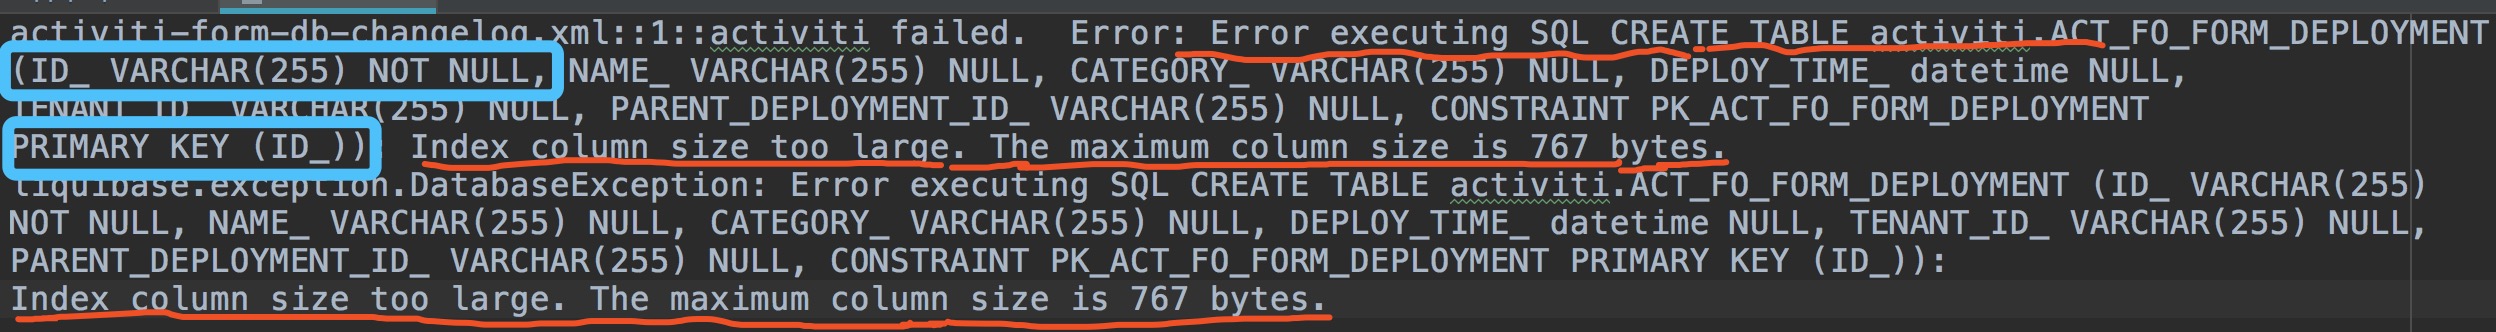 activiti-form-db-changelog.xml::1::activiti failed.  Error: Error executing SQL CREATE TABLE activiti.ACT_FO_FORM_DEPLOYMENT
(ID_ VARCHAR(255) NOT NULL, NAME_ VARCHAR(255) NULL, CATEGORY_ VARCHAR(255) NULL, DEPLOY_TIME_ datetime NULL,
TENANT_ID_ VARCHAR(255) NULL, PARENT_DEPLOYMENT_ID_ VARCHAR(255) NULL, CONSTRAINT PK_ACT_FO_FORM_DEPLOYMENT
PRIMARY KEY (ID_)) Index column size too large. The maximum column size is 767 bytes.
liquibase.exception.DatabaseException: Error executing SQL CREATE TABLE activiti.ACT_FO_FORM_DEPLOYMENT (ID_ VARCHAR(255)
NOT NULL, NAME_ VARCHAR(255) NULL, CATEGORY_ VARCHAR(255) NULL, DEPLOY_TIME_ datetime NULL, TENANT_ID_ VARCHAR(255) NULL,
PARENT_DEPLOYMENT_ID_ VARCHAR(255) NULL, CONSTRAINT PK_ACT_FO_FORM_DEPLOYMENT PRIMARY KEY (ID_)):
Index column size too large. The maximum column size is 767 bytes.